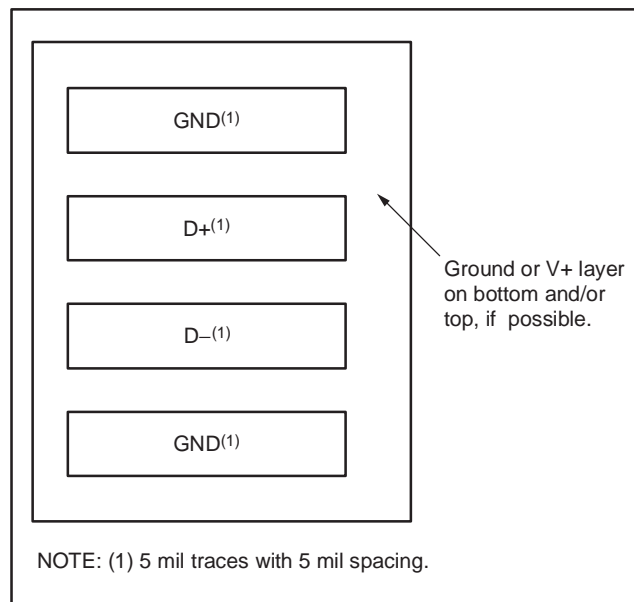 GND(1)
D+(1)
Ground or V+ layer
on bottom and/or
top, if possible.
D−(1)
GND(1)
NOTE: (1) 5 mil traces with 5 mil spacing.